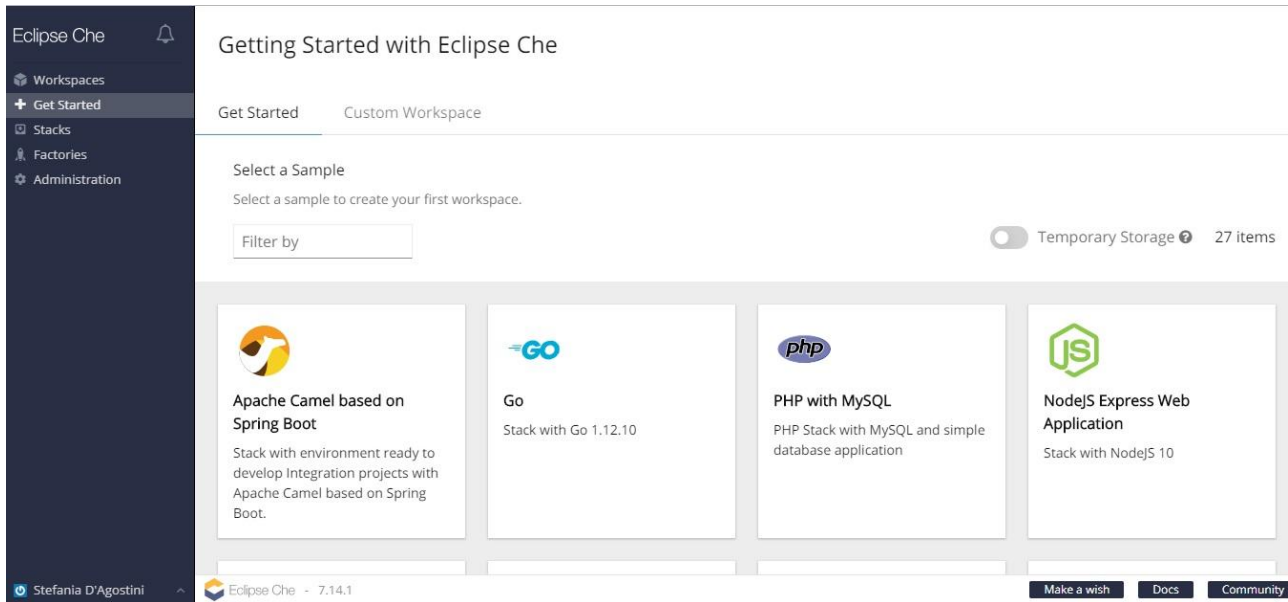 Eclipse Che
Workspaces
Get Started
Stacks
Factories
Administration
Stefania D'Agostini
Getting Started with Eclipse Che
Get Started
Custom Workspace
Select a Sample
Select a sample to create your first workspace.
Filter by
Temporary Storage
27 items
Apache Camel based on
Spring Boot
Stack with environment ready to
develop Integration projects with
Apache Camel based on Spring
Boot.
GO
Go
Stack with Go 1.12.10
php
PHP with MySQL
PHP Stack with MySQL and simple
database application
JS
NodeJS Express Web
Application
Stack with NodeJS 10
Eclipse Che - 7.14.1
Make a wish
Docs
Community